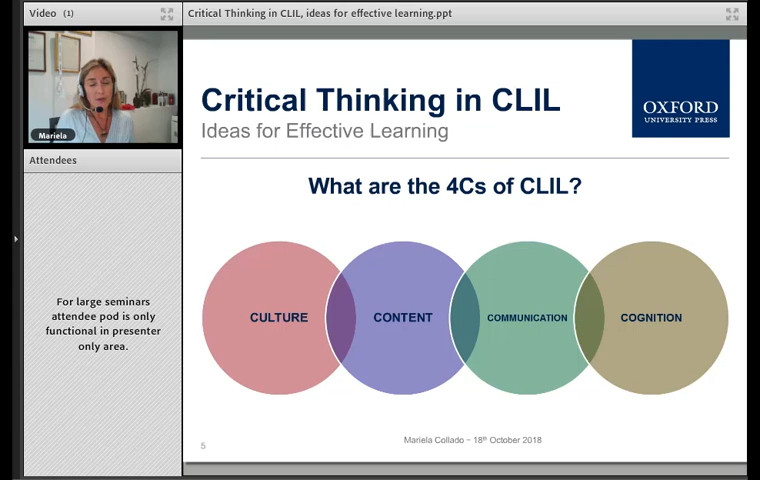 Video (1)
Critical Thinking in CLIL, ideas for effective learning.ppt
Mariela
Attendees
For large seminars
attendee pod is only
functional in presenter
only area.
Critical Thinking in CLIL
Ideas for Effective Learning
OXFORD
UNIVERSITY PRESS
What are the 4Cs of CLIL?
CULTURE
CONTENT
COMMUNICATION
COGNITION
Mariela Collado – 18th October 2018
5